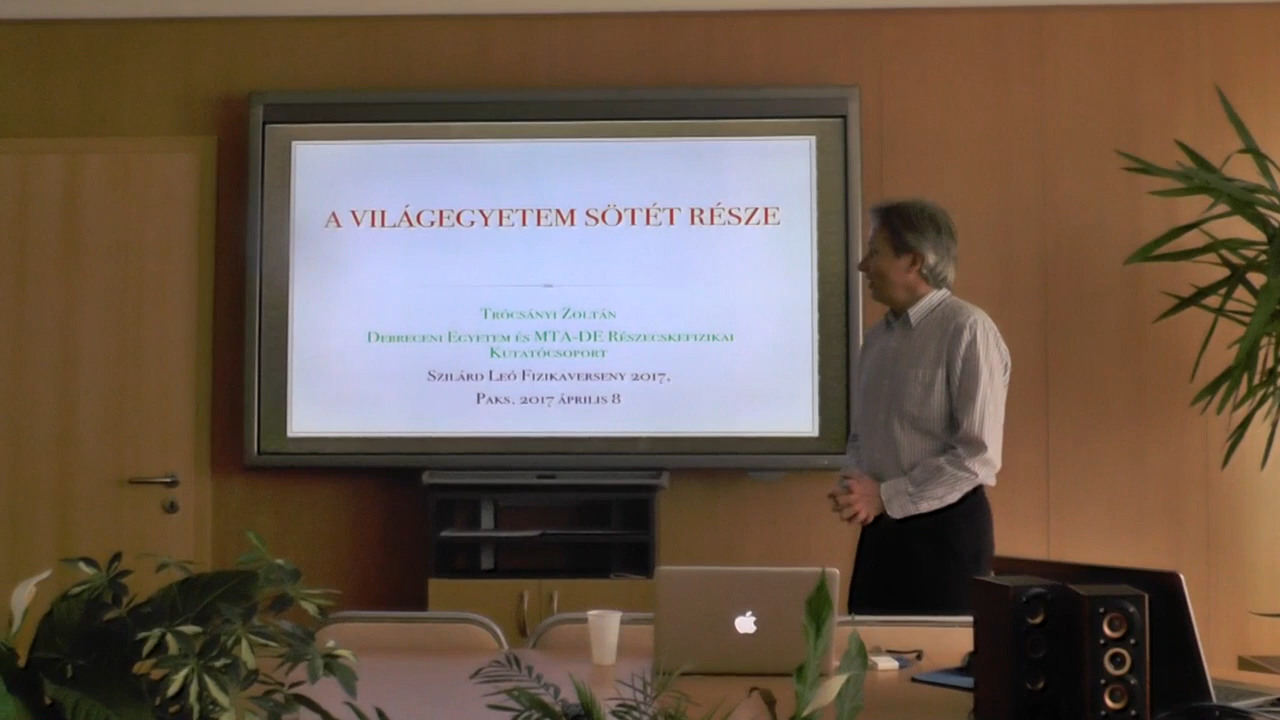 A VILÁGEGYETEM SÖTÉT RÉSZE
TRÓCSÁNYI ZOLTÁN
DEBRECENI EGYETEM ÉS MTA-DE RÉSZECSKEFIZIKAI
KUTATÓCSOPORT
SZILÁRD LEÓ FIZIKAVERSENY 2017,
PAKS, 2017 ÁPRILIS 8